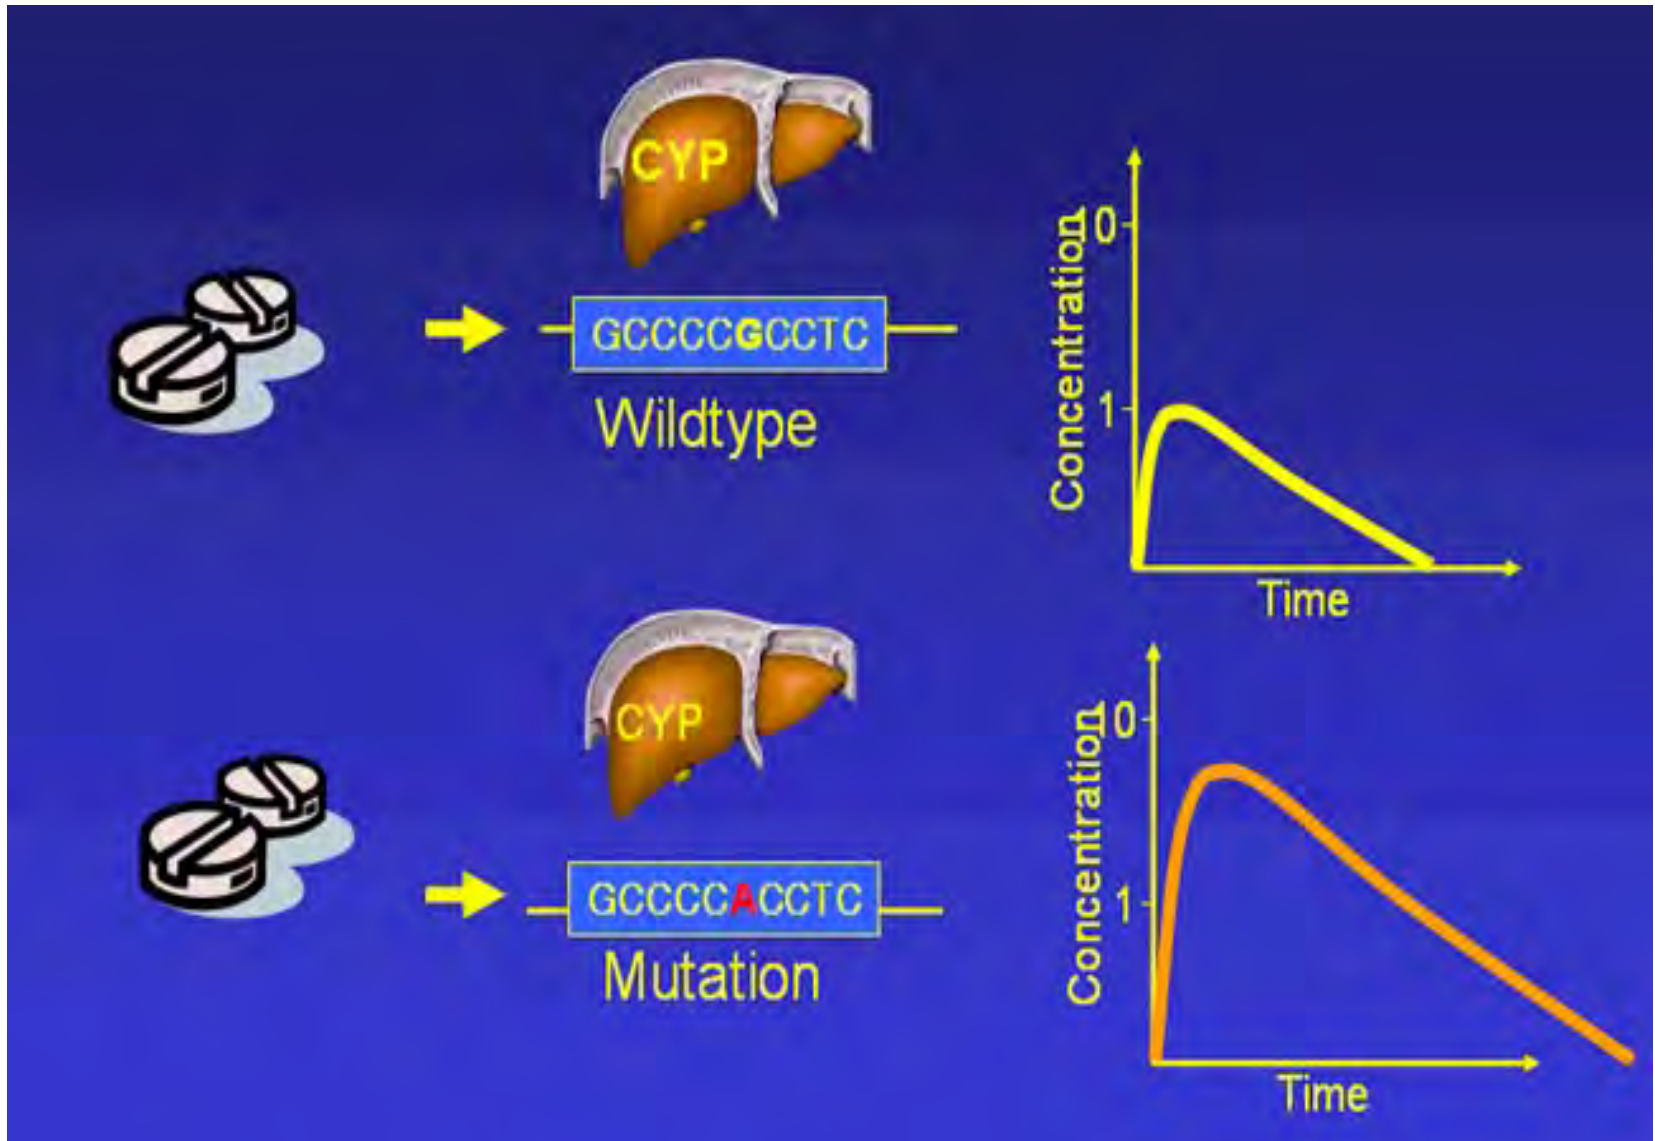 CYP
GCCCCGCCTC
Wildtype
Concentration
10
1
Time
CYP
GCCCCACCTC
Mutation
Concentration
10
1
Time